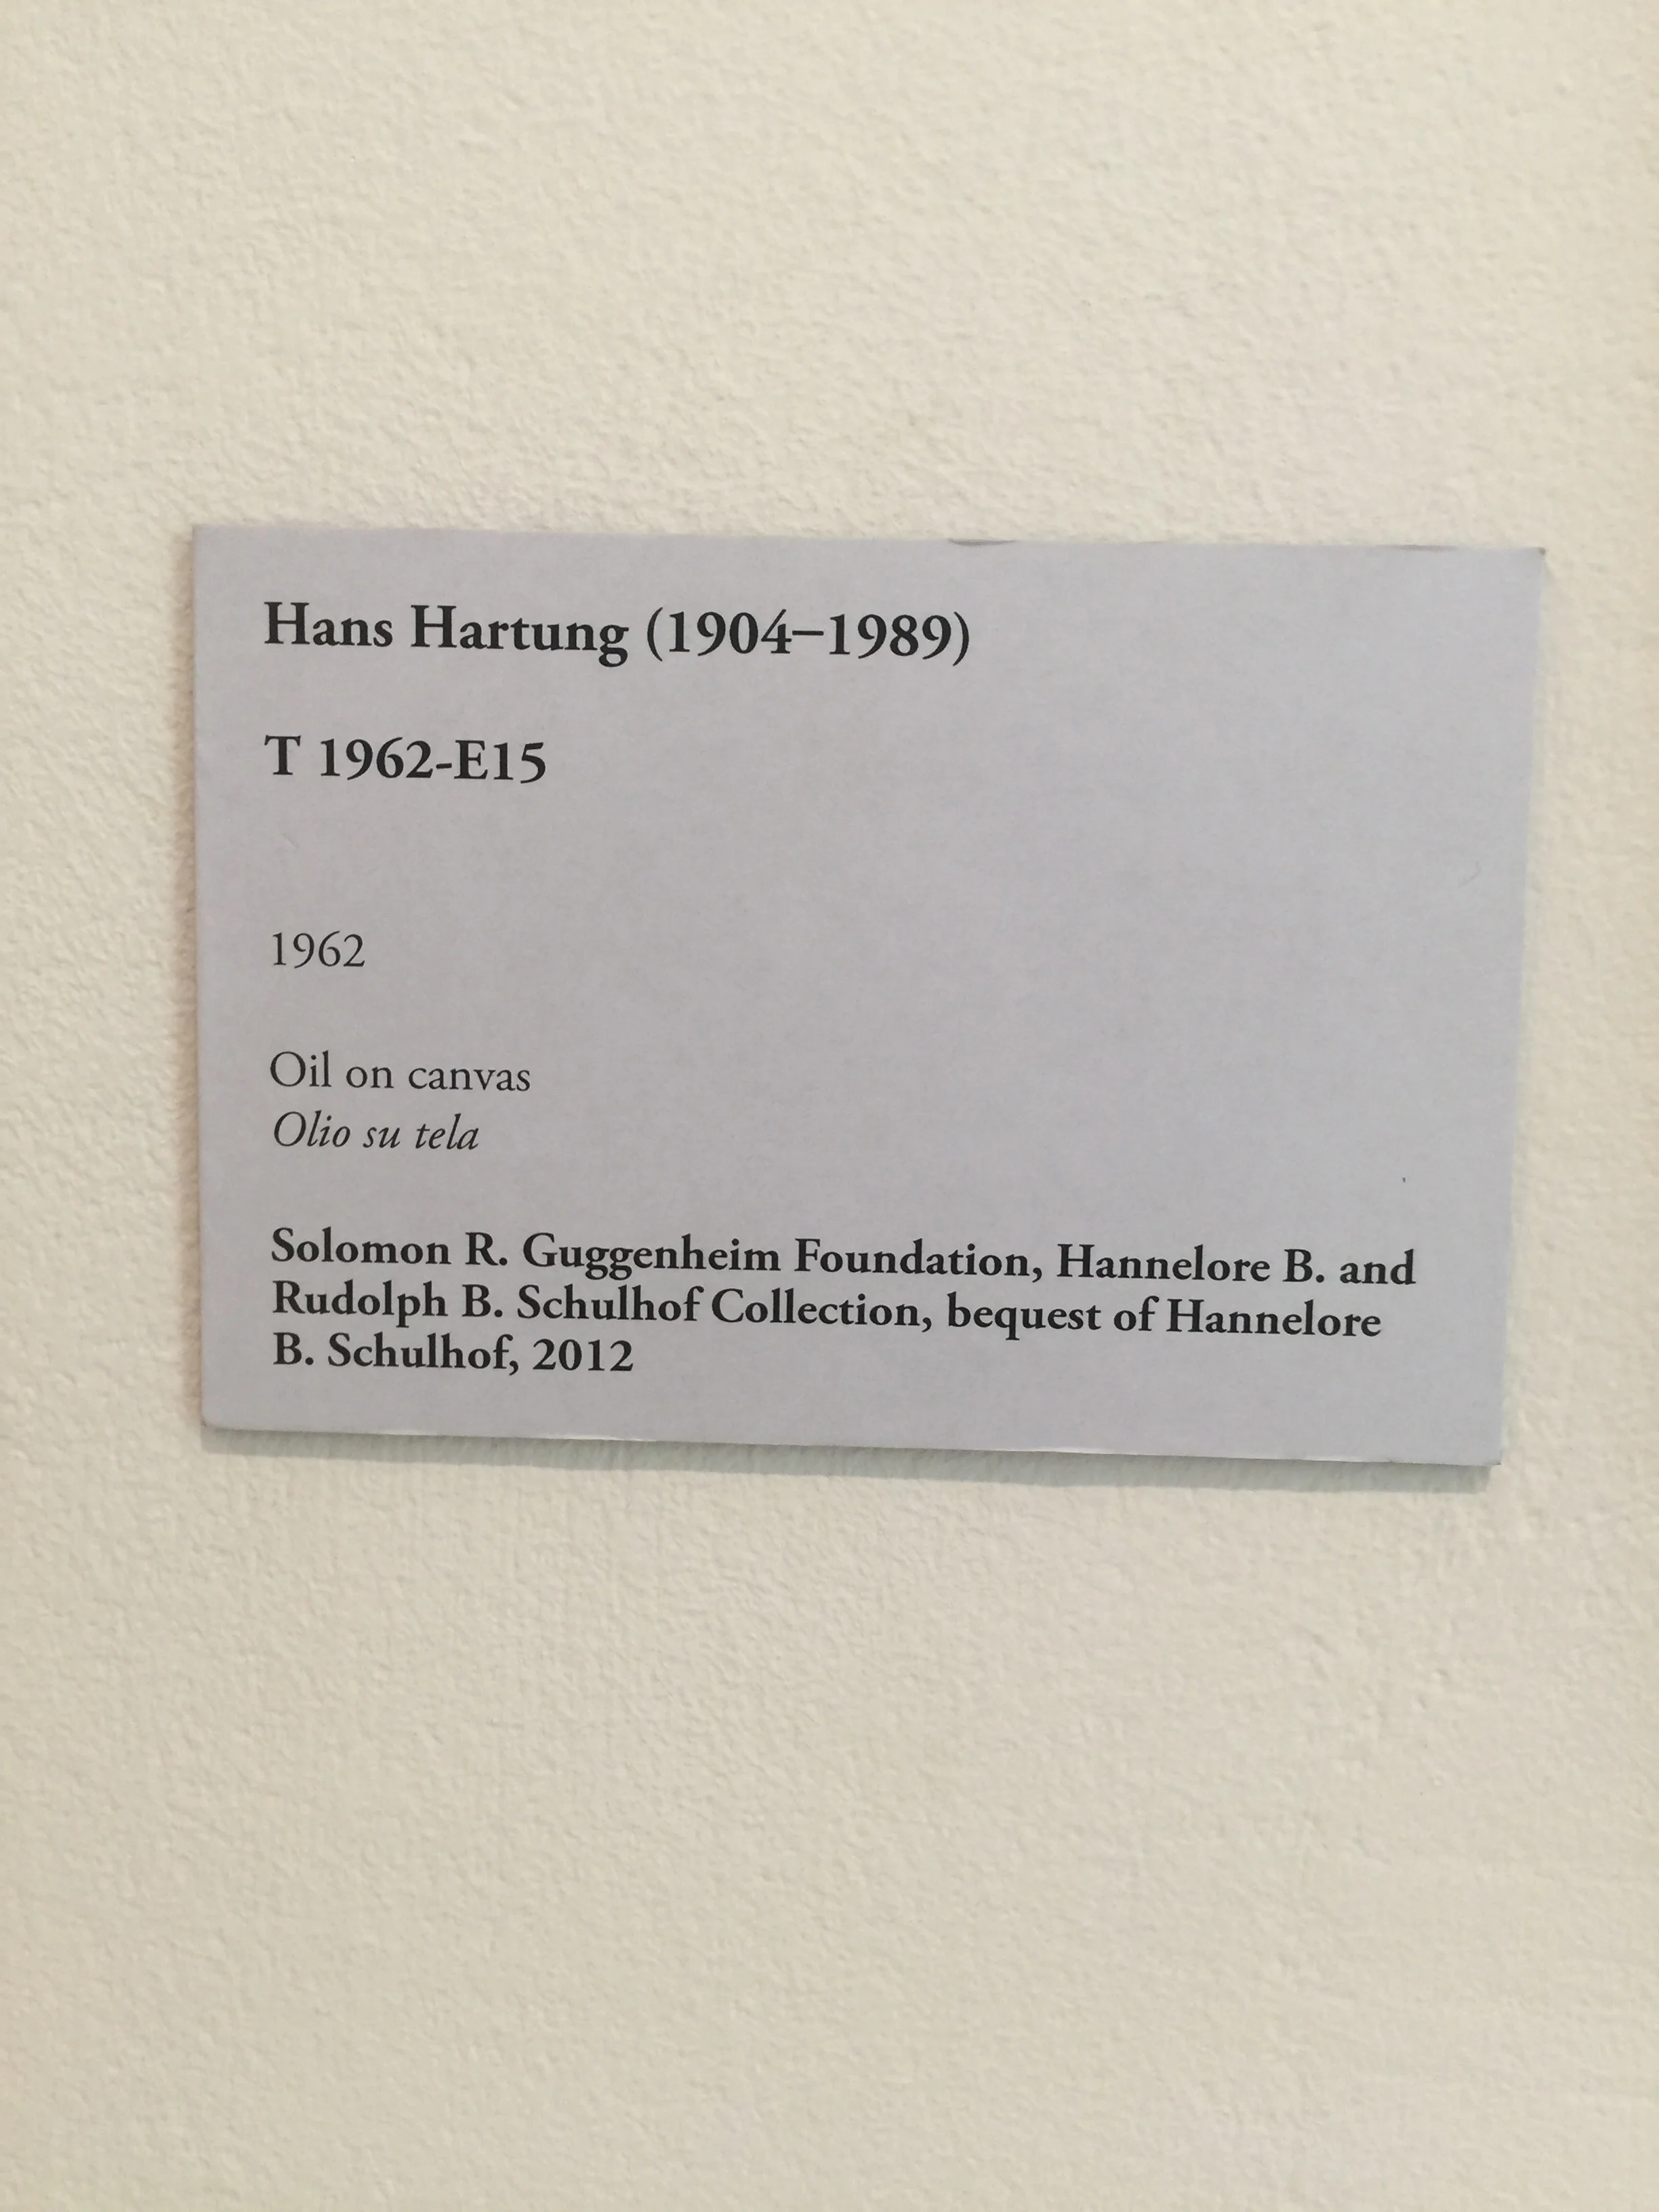 Hans Hartung (1904–1989)
T 1962-E15
1962
Oil on canvas
Olio su tela
Solomon R. Guggenheim Foundation, Hannelore B. and
Rudolph B. Schulhof Collection, bequest of Hannelore
B. Schulhof, 2012